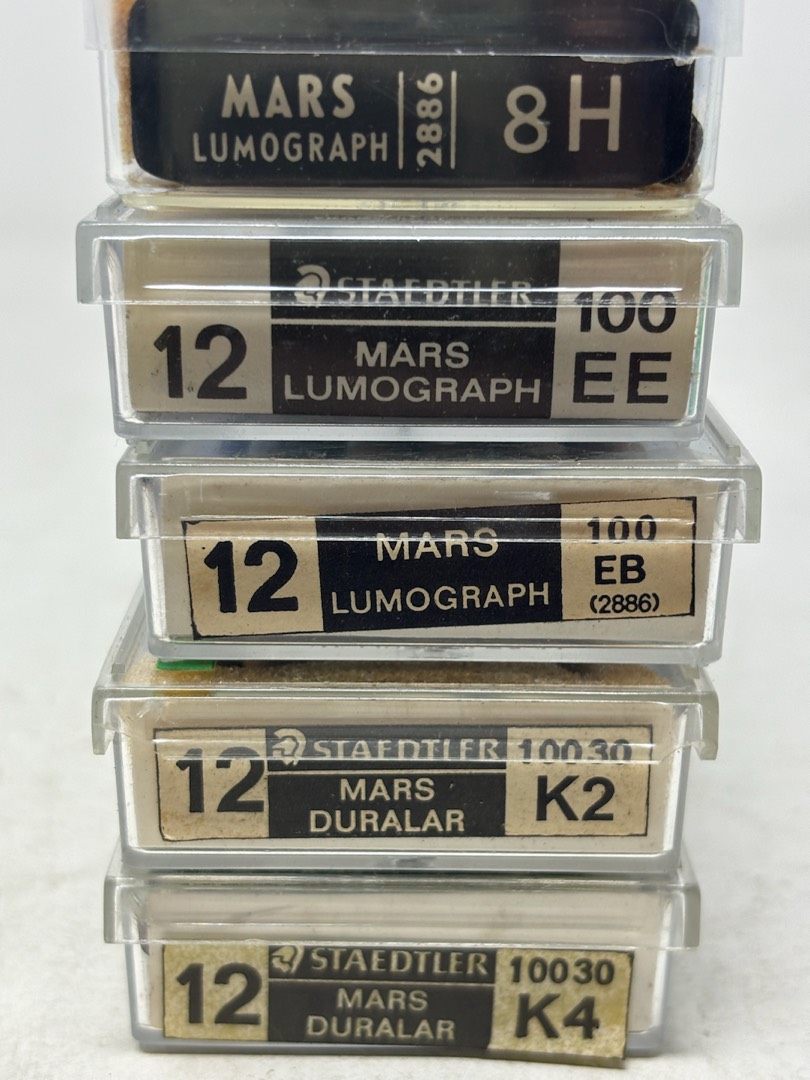 MARS
LUMOGRAPH
2886
8H
12
STAEDTLER
MARS
LUMOGRAPH
100
EE
12
MARS
LUMOGRAPH
100
EB
(2886)
12
STAEDTLER
MARS
DURALAR
10030
K2
12
STAEDTLER
MARS
DURALAR
10030
K4